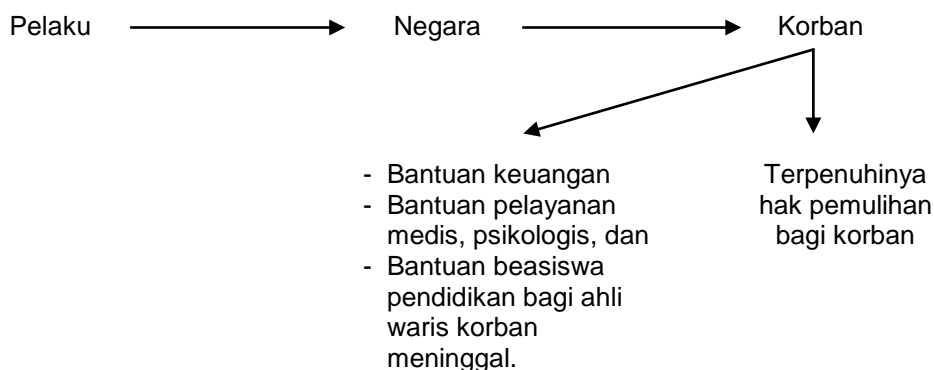 Pelaku
Negara
Korban
- Bantuan keuangan
- Bantuan pelayanan
medis, psikologis, dan
- Bantuan beasiswa
pendidikan bagi ahli
waris korban
meninggal.
Terpenuhinya
hak pemulihan
bagi korban